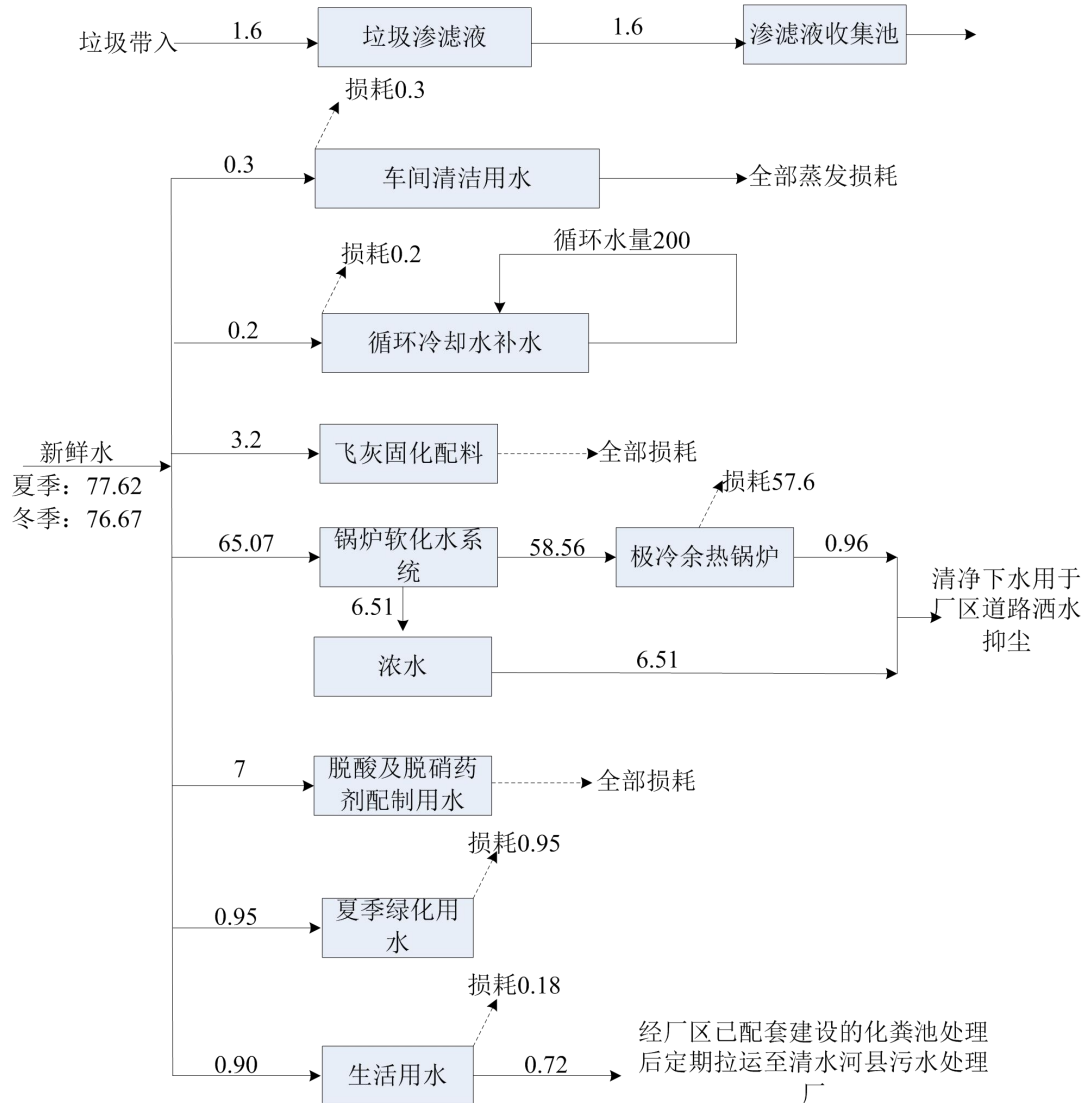 垃圾带入
1.6
垃圾渗滤液
1.6
渗滤液收集池
损耗0.3
0.3
车间清洁用水
全部蒸发损耗
循环水量200
损耗0.2
0.2
循环冷却水补水
新鲜水
夏季：77.62
冬季：76.67
3.2
飞灰固化配料
全部损耗
损耗57.6
65.07
锅炉软化水系
统
58.56
极冷余热锅炉
0.96
清净下水用于
厂区道路洒水
抑尘
6.51
浓水
6.51
7
脱酸及脱硝药
剂配制用水
全部损耗
损耗0.95
0.95
夏季绿化用
水
损耗0.18
0.90
生活用水
0.72
经厂区已配套建设的化粪池处理
后定期拉运至清水河县污水处理
厂